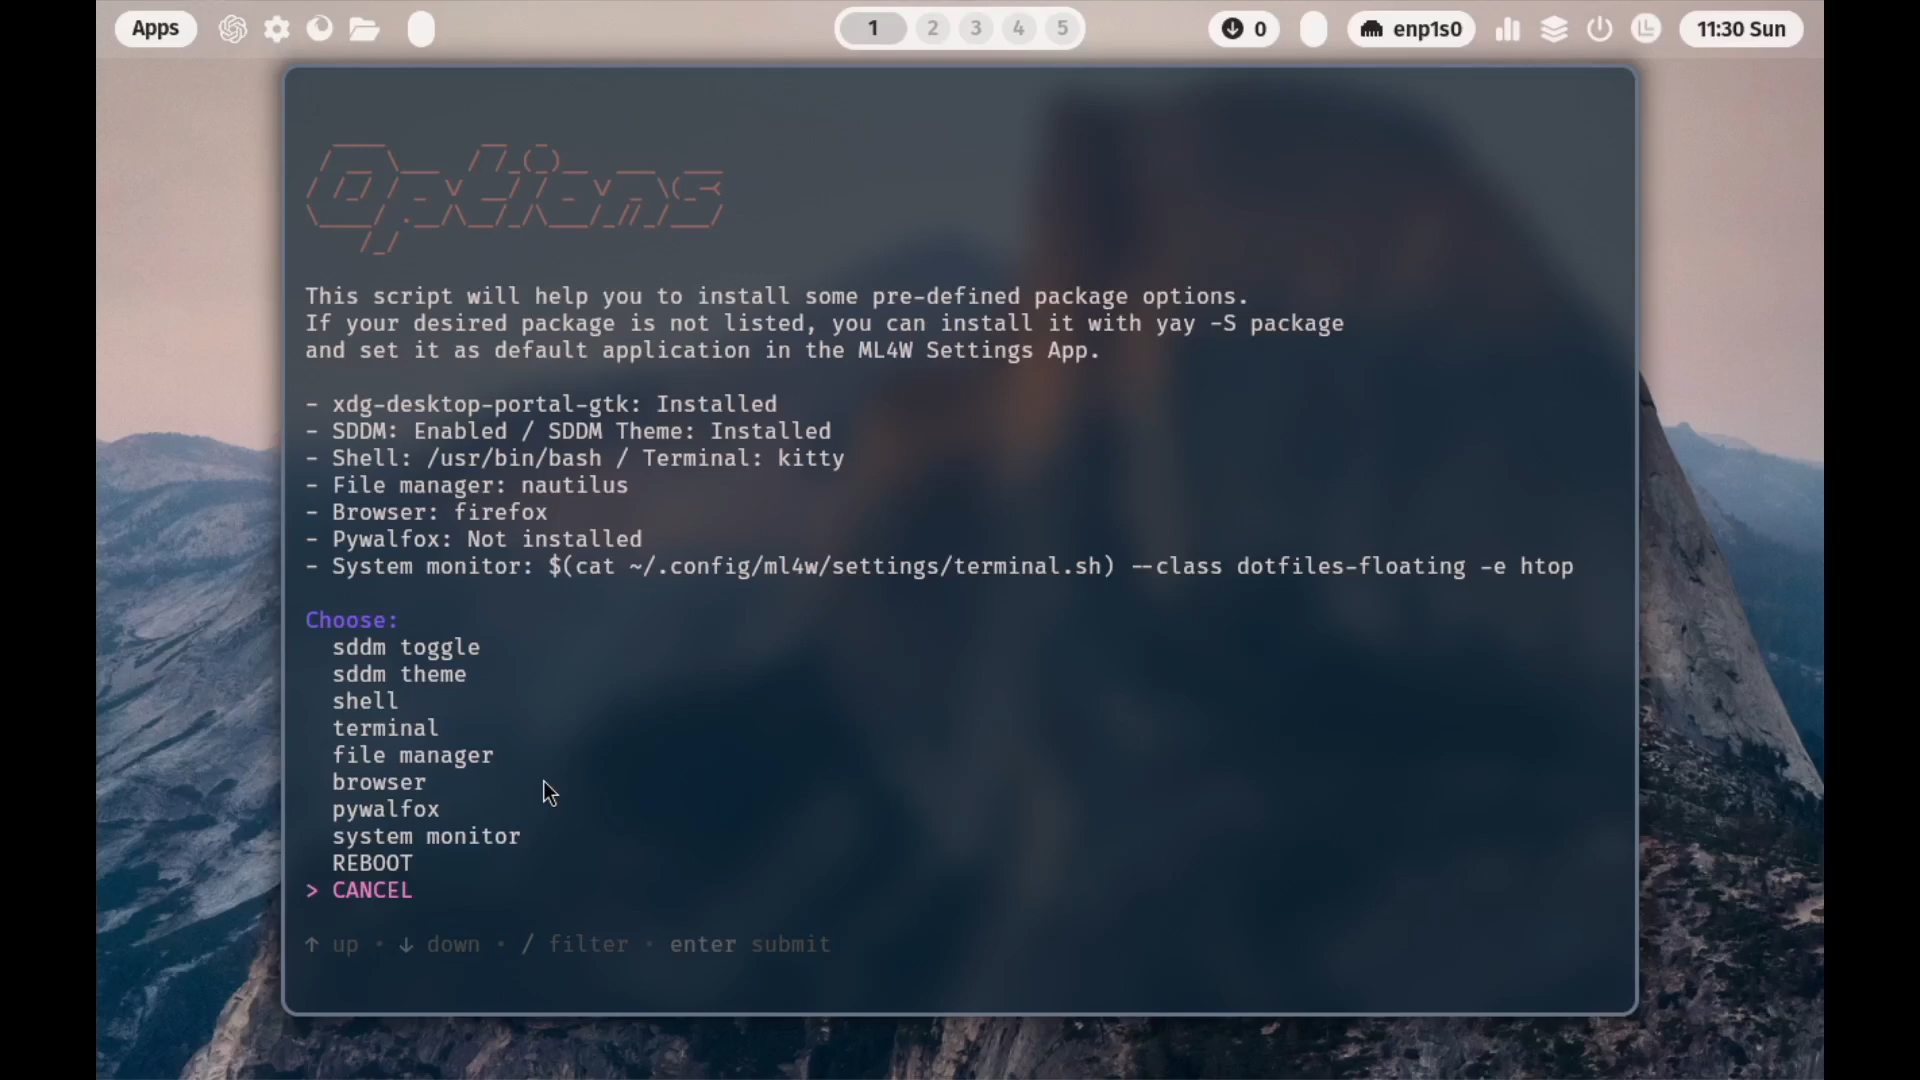 Apps
1 2 3 4 5
0
enp1s0
11:30 Sun
Options
This script will help you to install some pre-defined package options.
If your desired package is not listed, you can install it with yay -S package
and set it as default application in the ML4W Settings App.
- xdg-desktop-portal-gtk: Installed
- SDDM: Enabled / SDDM Theme: Installed
- Shell: /usr/bin/bash / Terminal: kitty
- File manager: nautilus
- Browser: firefox
- Pywalfox: Not installed
- System monitor: $(cat ~/.config/ml4w/settings/terminal.sh) --class dotfiles-floating -e htop
Choose:
sddm toggle
sddm theme
shell
terminal
file manager
browser
pywalfox
system monitor
REBOOT
> CANCEL
↑ up • ↓ down • / filter • enter submit